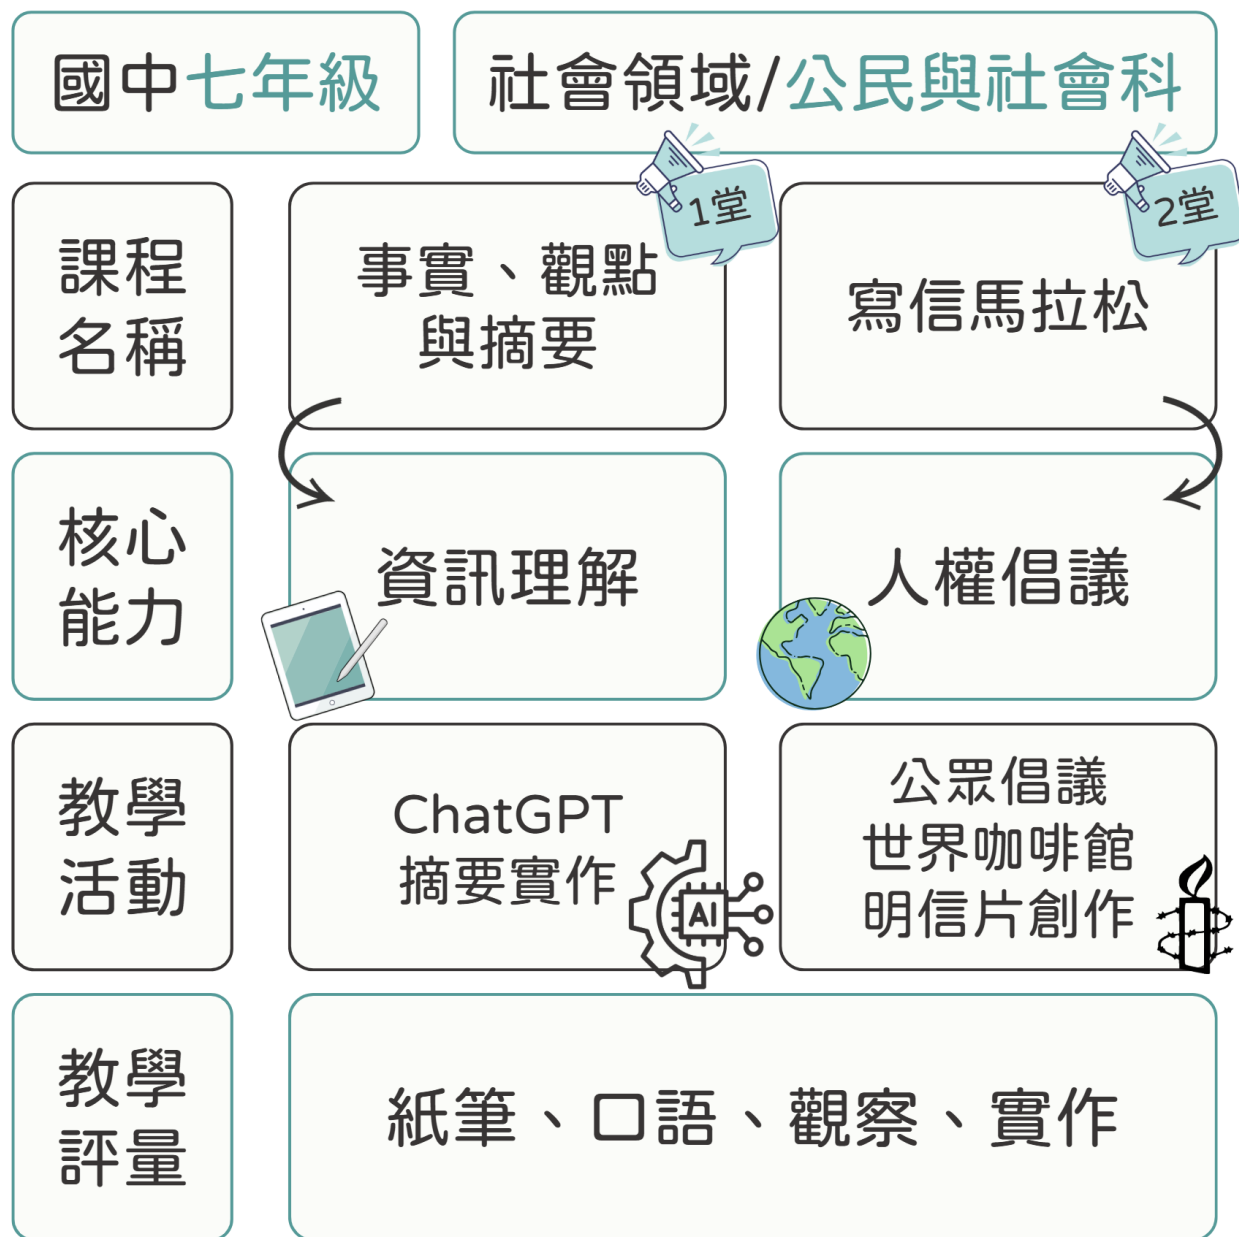 國中七年級
社會領域/公民與社會科
課程
名稱
1堂
事實、觀點
與摘要
2堂
寫信馬拉松
核心
能力
資訊理解
人權倡議
教學
活動
ChatGPT
摘要實作
AI
公眾倡議
世界咖啡館
明信片創作
教學
評量
紙筆、口語、觀察、實作